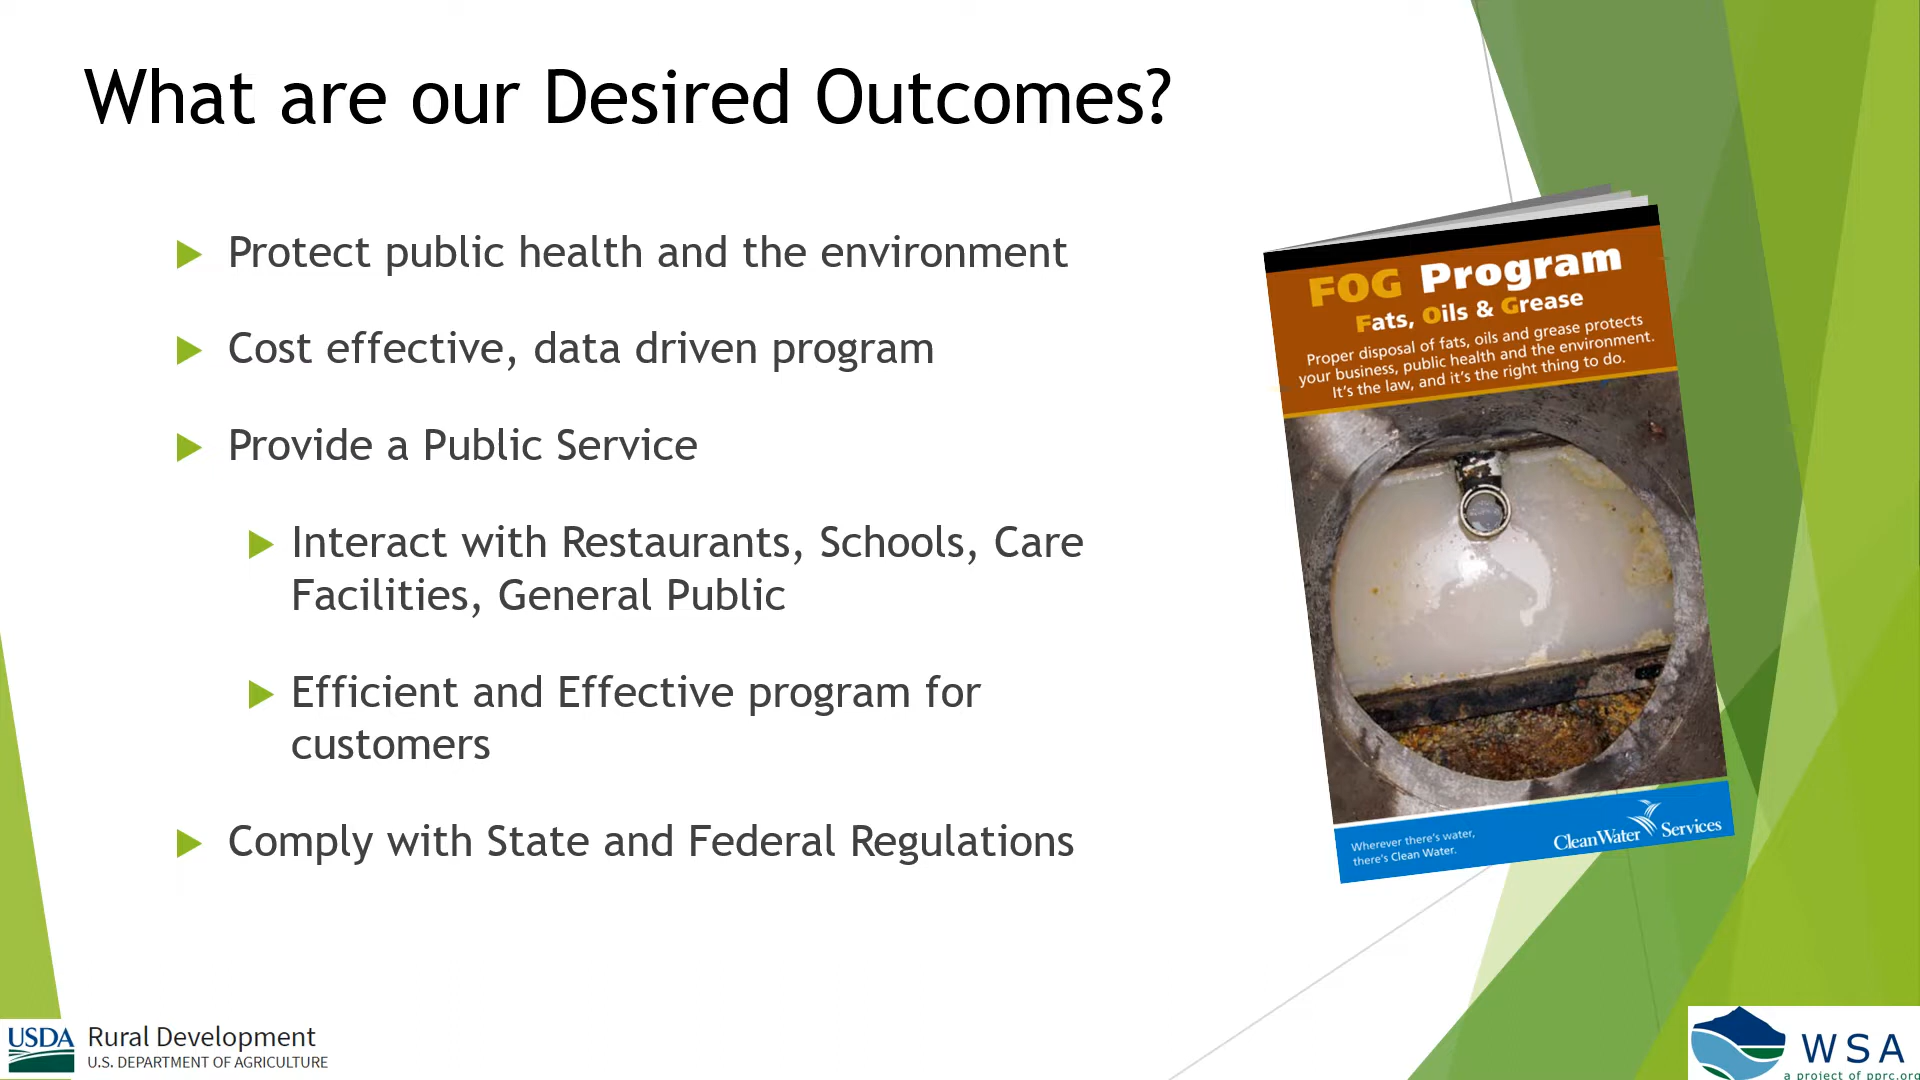 What are our Desired Outcomes?
Protect public health and the environment
Cost effective, data driven program
Provide a Public Service
Interact with Restaurants, Schools, Care
Facilities, General Public
Efficient and Effective program for
customers
Comply with State and Federal Regulations
FOG Program
Fats, Oils & Grease
Proper disposal of fats, oils and grease protects
your business, public health and the environment.
It's the law, and it's the right thing to do.
Wherever there's water,
there's Clean Water.
CleanWater Services
USDA
Rural Development
U.S. DEPARTMENT OF AGRICULTURE
WSA
a project of pprc.org